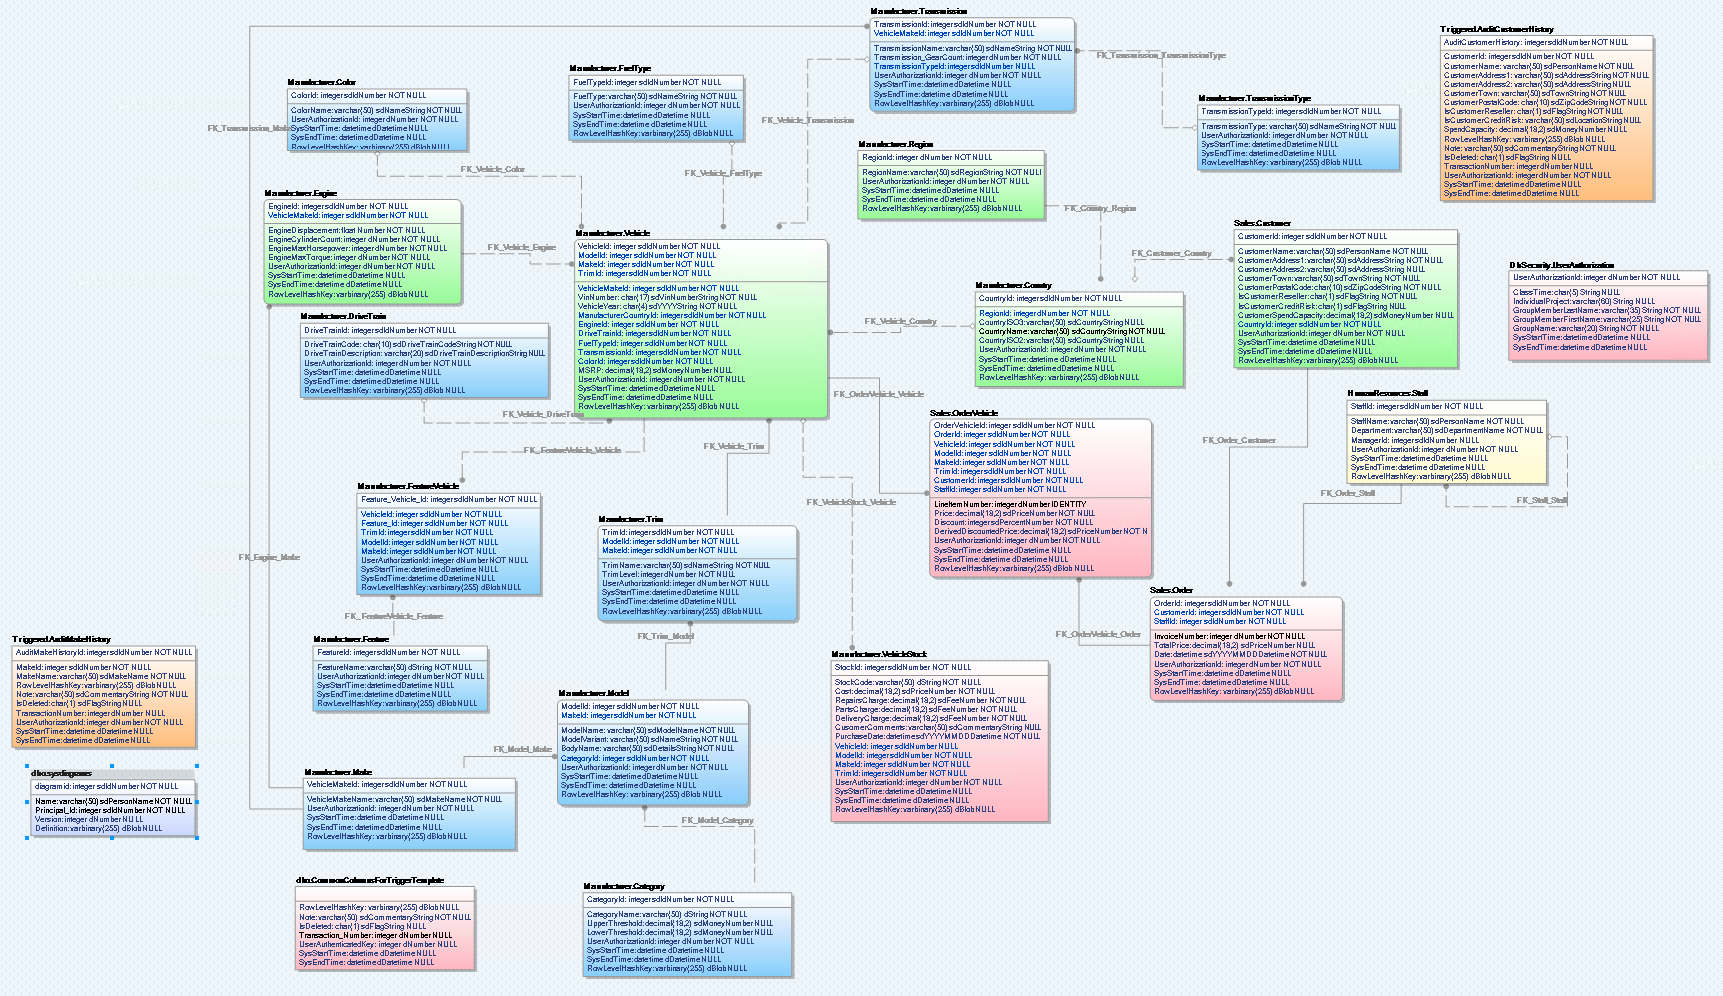 Manufacturer.Transmission
TransmissionId: integer sdIdNumber NOT NULL
VehicleMakeId: integer sdIdNumber NOT NULL
TransmissionName: varchar(50) sdNameString NOT NULL
Transmission_GearCount: integer dNumber NOT NULL
TransmissionTypeId: integer sdIdNumber NULL
UserAuthorizationId: integer dNumber NOT NULL
SysStartTime: datetime dDatetime NULL
SysEndTime: datetime dDatetime NULL
RowLevelHashKey: varbinary(255) dBlob NULL
Triggered.AuditCustomerHistory
AuditCustomerHistory: integer sdIdNumber NOT NULL
CustomerId: integer sdIdNumber NOT NULL
CustomerName: varchar(50) sdPersonName NOT NULL
CustomerAddress1: varchar(50) sdAddressString NOT NULL
CustomerAddress2: varchar(50) sdAddressString NULL
CustomerTown: varchar(50) sdTownString NOT NULL
CustomerPostalCode: char(10) sdZipCodeString NOT NULL
IsCustomerReseller: char(1) sdFlagString NOT NULL
IsCustomerCreditRisk: varchar(50) sdLocationString NULL
SpendCapacity: decimal(18,2) sdMoneyNumber NULL
RowLevelHashKey: varbinary(255) dBlob NULL
Note: varchar(50) sdCommentaryString NOT NULL
IsDeleted: char(1) sdFlagString NULL
TransactionNumber: integer dNumber NULL
UserAuthorizationId: integer dNumber NOT NULL
SysStartTime: datetime dDatetime NULL
SysEndTime: datetime dDatetime NULL
FK_Transmission_TransmissionType
Manufacturer.Color
ColorId: integer sdIdNumber NOT NULL
ColorName: varchar(50) sdNameString NOT NULL
UserAuthorizationId: integer dNumber NOT NULL
SysStartTime: datetime dDatetime NULL
SysEndTime: datetime dDatetime NULL
RowLevelHashKey: varbinary(255) dBlob NULL
Manufacturer.FuelType
FuelTypeId: integer sdIdNumber NOT NULL
FuelType: varchar(50) sdNameString NOT NULL
UserAuthorizationId: integer dNumber NOT NULL
SysStartTime: datetime dDatetime NULL
SysEndTime: datetime dDatetime NULL
RowLevelHashKey: varbinary(255) dBlob NULL
Manufacturer.TransmissionType
TransmissionTypeId: integer sdIdNumber NOT NULL
TransmissionType: varchar(50) sdNameString NOT NULL
UserAuthorizationId: integer dNumber NOT NULL
SysStartTime: datetime dDatetime NULL
SysEndTime: datetime dDatetime NULL
RowLevelHashKey: varbinary(255) dBlob NULL
FK_Transmission_Make
FK_Vehicle_Transmission
FK_Vehicle_Color
FK_Vehicle_FuelType
Manufacturer.Region
RegionId: integer dNumber NOT NULL
RegionName: varchar(50) sdRegionString NOT NULL
UserAuthorizationId: integer dNumber NOT NULL
SysStartTime: datetime dDatetime NULL
SysEndTime: datetime dDatetime NULL
RowLevelHashKey: varbinary(255) dBlob NULL
FK_Country_Region
Manufacturer.Engine
EngineId: integer sdIdNumber NOT NULL
VehicleMakeId: integer sdIdNumber NOT NULL
EngineDisplacement: float Number NOT NULL
EngineCylinderCount: integer dNumber NOT NULL
EngineMaxHorsepower: integer dNumber NOT NULL
EngineMaxTorque: integer dNumber NOT NULL
UserAuthorizationId: integer dNumber NOT NULL
SysStartTime: datetime dDatetime NULL
SysEndTime: datetime dDatetime NULL
RowLevelHashKey: varbinary(255) dBlob NULL
FK_Vehicle_Engine
Manufacturer.Vehicle
VehicleId: integer sdIdNumber NOT NULL
ModelId: integer sdIdNumber NOT NULL
MakeId: integer sdIdNumber NOT NULL
TrimId: integer sdIdNumber NOT NULL
VehicleMakeId: integer sdIdNumber NOT NULL
VinNumber: char(17) sdVinNumberString NOT NULL
VehicleYear: char(4) sdYYYYString NOT NULL
ManufacturerCountryId: integer sdIdNumber NOT NULL
EngineId: integer sdIdNumber NOT NULL
DriveTrainId: integer sdIdNumber NOT NULL
FuelTypeId: integer sdIdNumber NOT NULL
TransmissionId: integer sdIdNumber NOT NULL
ColorId: integer sdIdNumber NOT NULL
MSRP: decimal(18,2) sdMoneyNumber NULL
UserAuthorizationId: integer dNumber NOT NULL
SysStartTime: datetime dDatetime NULL
SysEndTime: datetime dDatetime NULL
RowLevelHashKey: varbinary(255) dBlob NULL
Sales.Customer
CustomerId: integer sdIdNumber NOT NULL
CustomerName: varchar(50) sdPersonName NOT NULL
CustomerAddress1: varchar(50) sdAddressString NOT NULL
CustomerAddress2: varchar(50) sdAddressString NULL
CustomerTown: varchar(50) sdTownString NOT NULL
CustomerPostalCode: char(10) sdZipCodeString NOT NULL
IsCustomerReseller: char(1) sdFlagString NOT NULL
IsCustomerCreditRisk: char(1) sdFlagString NULL
CustomerSpendCapacity: decimal(18,2) sdMoneyNumber NULL
CountryId: integer sdIdNumber NOT NULL
UserAuthorizationId: integer dNumber NOT NULL
SysStartTime: datetime dDatetime NULL
SysEndTime: datetime dDatetime NULL
RowLevelHashKey: varbinary(255) dBlob NULL
FK_Customer_Country
DbSecurity.UserAuthorization
UserAuthorizationId: integer dNumber NOT NULL
ClassTime: char(5) String NULL
IndividualProject: varchar(60) String NULL
GroupMemberLastName: varchar(35) String NULL
GroupMemberFirstName: varchar(25) String NULL
GroupName: varchar(20) String NULL
SysStartTime: datetime dDatetime NULL
SysEndTime: datetime dDatetime NULL
Manufacturer.Country
CountryId: integer sdIdNumber NOT NULL
RegionId: integer dNumber NOT NULL
CountryISO3: varchar(50) sdCountryString NULL
CountryName: varchar(50) sdCountryString NOT NULL
CountryISO2: varchar(50) sdCountryString NULL
UserAuthorizationId: integer dNumber NOT NULL
SysStartTime: datetime dDatetime NULL
SysEndTime: datetime dDatetime NULL
RowLevelHashKey: varbinary(255) dBlob NULL
FK_Vehicle_Country
Manufacturer.DriveTrain
DriveTrainId: integer sdIdNumber NOT NULL
DriveTrainCode: char(10) sdDriveTrainCodeString NOT NULL
DriveTrainDescription: varchar(20) sdDriveTrainDescriptionString NULL
UserAuthorizationId: integer dNumber NOT NULL
SysStartTime: datetime dDatetime NULL
SysEndTime: datetime dDatetime NULL
RowLevelHashKey: varbinary(255) dBlob NULL
FK_Vehicle_DriveTrain
FK_OrderVehicle_Vehicle
Sales.OrderVehicle
OrderVehicleId: integer sdIdNumber NOT NULL
OrderId: integer sdIdNumber NOT NULL
VehicleId: integer sdIdNumber NOT NULL
ModelId: integer sdIdNumber NOT NULL
MakeId: integer sdIdNumber NOT NULL
TrimId: integer sdIdNumber NOT NULL
CustomerId: integer sdIdNumber NOT NULL
StaffId: integer sdIdNumber NOT NULL
LineItemNumber: integer dNumber IDENTITY
Price: decimal(18,2) sdPriceNumber NOT NULL
Discount: integer sdPercentNumber NOT NULL
DerivedDiscountedPrice: decimal(18,2) sdPriceNumber NOT N
UserAuthorizationId: integer dNumber NOT NULL
SysStartTime: datetime dDatetime NULL
SysEndTime: datetime dDatetime NULL
RowLevelHashKey: varbinary(255) dBlob NULL
HumanResources.Staff
StaffId: integer sdIdNumber NOT NULL
StaffName: varchar(50) sdPersonName NOT NULL
Department: varchar(50) sdDepartmentName NOT NULL
ManagerId: integer sdIdNumber NOT NULL
UserAuthorizationId: integer dNumber NOT NULL
SysStartTime: datetime dDatetime NULL
SysEndTime: datetime dDatetime NULL
RowLevelHashKey: varbinary(255) dBlob NULL
FK_Order_Customer
FK_Order_Staff
FK_Staff_Staff
FK_Vehicle_Trim
FK_FeatureVehicle_Vehicle
FK_VehicleStock_Vehicle
Manufacturer.FeatureVehicle
Feature_Vehicle_Id: integer sdIdNumber NOT NULL
VehicleId: integer sdIdNumber NOT NULL
Feature_Id: integer sdIdNumber NOT NULL
TrimId: integer sdIdNumber NOT NULL
ModelId: integer sdIdNumber NOT NULL
MakeId: integer sdIdNumber NOT NULL
UserAuthorizationId: integer dNumber NOT NULL
SysStartTime: datetime dDatetime NULL
SysEndTime: datetime dDatetime NULL
RowLevelHashKey: varbinary(255) dBlob NULL
Manufacturer.Trim
TrimId: integer sdIdNumber NOT NULL
ModelId: integer sdIdNumber NOT NULL
MakeId: integer sdIdNumber NOT NULL
TrimName: varchar(50) sdNameString NOT NULL
TrimLevel: integer dNumber NOT NULL
UserAuthorizationId: integer dNumber NOT NULL
SysStartTime: datetime dDatetime NULL
SysEndTime: datetime dDatetime NULL
RowLevelHashKey: varbinary(255) dBlob NULL
FK_Engine_Make
FK_FeatureVehicle_Feature
FK_Trim_Model
FK_OrderVehicle_Order
Sales.Order
OrderId: integer sdIdNumber NOT NULL
CustomerId: integer sdIdNumber NOT NULL
StaffId: integer sdIdNumber NOT NULL
InvoiceNumber: integer dNumber NOT NULL
TotalPrice: decimal(18,2) sdPriceNumber NULL
Date: datetime sdYYYYMMDD Datetime NOT NULL
UserAuthorizationId: integer dNumber NOT NULL
SysStartTime: datetime dDatetime NULL
SysEndTime: datetime dDatetime NULL
RowLevelHashKey: varbinary(255) dBlob NULL
Triggered.AuditMakeHistory
AuditMakeHistoryId: integer sdIdNumber NOT NULL
MakeId: integer sdIdNumber NOT NULL
MakeName: varchar(50) sdMakeName NOT NULL
RowLevelHashKey: varbinary(255) dBlob NULL
Note: varchar(50) sdCommentaryString NULL
IsDeleted: char(1) sdFlagString NULL
TransactionNumber: integer dNumber NULL
UserAuthorizationId: integer dNumber NOT NULL
SysStartTime: datetime dDatetime NULL
SysEndTime: datetime dDatetime NULL
Manufacturer.Feature
FeatureId: integer sdIdNumber NOT NULL
FeatureName: varchar(50) dString NOT NULL
UserAuthorizationId: integer dNumber NOT NULL
SysStartTime: datetime dDatetime NULL
SysEndTime: datetime dDatetime NULL
RowLevelHashKey: varbinary(255) dBlob NULL
Manufacturer.VehicleStock
StockId: integer sdIdNumber NOT NULL
StockCode: varchar(50) dString NOT NULL
Cost: decimal(18,2) sdPriceNumber NOT NULL
RepairsCharge: decimal(18,2) sdFeeNumber NOT NULL
PartsCharge: decimal(18,2) sdFeeNumber NOT NULL
DeliveryCharge: decimal(18,2) sdFeeNumber NOT NULL
CustomerComments: varchar(50) sdCommentaryString NULL
PurchaseDate: datetime sdYYYYMMDD Datetime NOT NULL
VehicleId: integer sdIdNumber NULL
ModelId: integer sdIdNumber NOT NULL
MakeId: integer sdIdNumber NOT NULL
TrimId: integer sdIdNumber NOT NULL
UserAuthorizationId: integer dNumber NOT NULL
SysStartTime: datetime dDatetime NULL
SysEndTime: datetime dDatetime NULL
RowLevelHashKey: varbinary(255) dBlob NULL
Manufacturer.Model
ModelId: integer sdIdNumber NOT NULL
MakeId: integer sdIdNumber NOT NULL
ModelName: varchar(50) sdModelName NOT NULL
ModelVariant: varchar(50) sdNameString NOT NULL
BodyName: varchar(50) sdDetailsString NOT NULL
CategoryId: integer sdIdNumber NOT NULL
UserAuthorizationId: integer dNumber NOT NULL
SysStartTime: datetime dDatetime NULL
SysEndTime: datetime dDatetime NULL
RowLevelHashKey: varbinary(255) dBlob NULL
FK_Model_Make
dbo.sysdiagrams
diagramid: integer sdIdNumber NOT NULL
Name: varchar(50) sdPersonName NOT NULL
Principal_Id: integer sdIdNumber NOT NULL
Version: integer dNumber NULL
Definition: varbinary(255) dBlob NULL
Manufacturer.Make
VehicleMakeId: integer sdIdNumber NOT NULL
VehicleMakeName: varchar(50) sdMakeName NOT NULL
UserAuthorizationId: integer dNumber NOT NULL
SysStartTime: datetime dDatetime NULL
SysEndTime: datetime dDatetime NULL
RowLevelHashKey: varbinary(255) dBlob NULL
FK_Model_Category
dbo.CommonColumnsForTriggerTemplate
RowLevelHashKey: varbinary(255) dBlob NULL
Note: varchar(50) sdCommentaryString NOT NULL
IsDeleted: char(1) sdFlagString NULL
Transaction_Number: integer dNumber NULL
UserAuthenticatedKey: integer dNumber NULL
SysStartTime: datetime dDatetime NULL
SysEndTime: datetime dDatetime NULL
Manufacturer.Category
CategoryId: integer sdIdNumber NOT NULL
CategoryName: varchar(50) dString NOT NULL
UpperThreshold: decimal(18,2) sdMoneyNumber NULL
LowerThreshold: decimal(18,2) sdMoneyNumber NULL
UserAuthorizationId: integer dNumber NOT NULL
SysStartTime: datetime dDatetime NULL
SysEndTime: datetime dDatetime NULL
RowLevelHashKey: varbinary(255) dBlob NULL